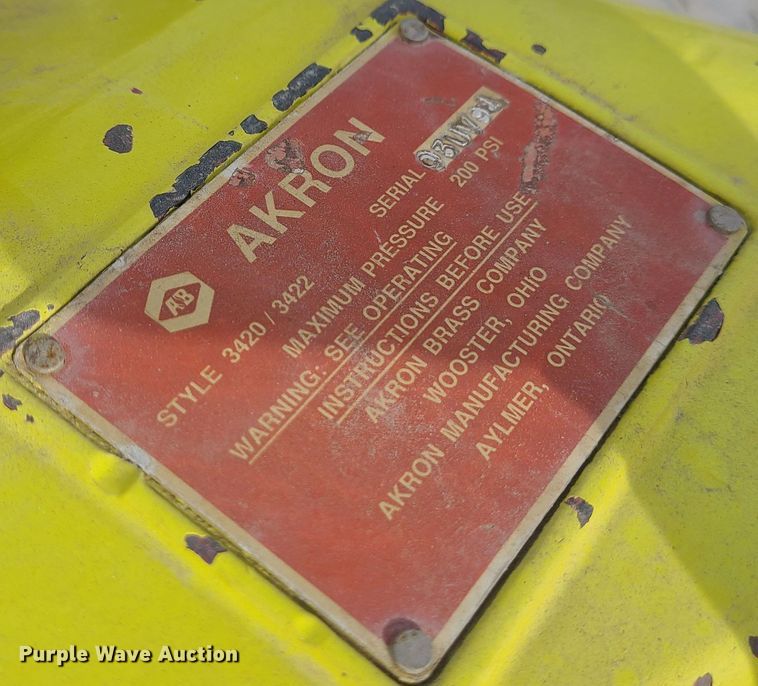 AKRON
AB
STYLE 3420 / 3422 SERIAL
MAXIMUM PRESSURE 200 PSI
WARNING: SEE OPERATING
INSTRUCTIONS BEFORE USE
AKRON BRASS COMPANY
WOOSTER, OHIO
AKRON MANUFACTURING COMPANY
AYLMER, ONTARIO
Purple Wave Auction